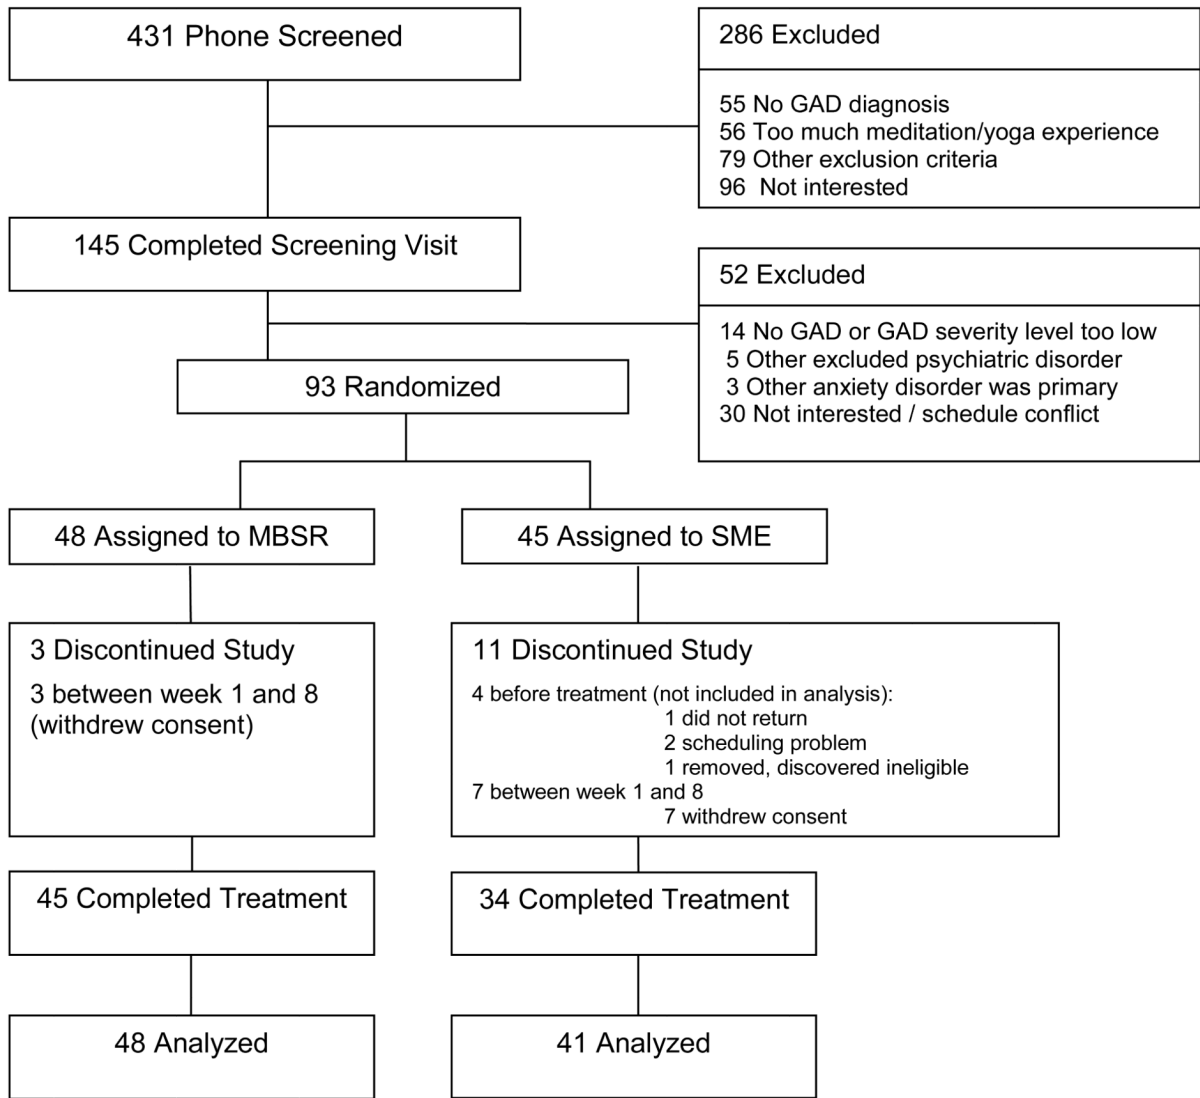 431 Phone Screened
286 Excluded
55 No GAD diagnosis
56 Too much meditation/yoga experience
79 Other exclusion criteria
96 Not interested
145 Completed Screening Visit
52 Excluded
14 No GAD or GAD severity level too low
5 Other excluded psychiatric disorder
3 Other anxiety disorder was primary
30 Not interested / schedule conflict
93 Randomized
48 Assigned to MBSR
45 Assigned to SME
3 Discontinued Study
3 between week 1 and 8
(withdrew consent)
11 Discontinued Study
4 before treatment (not included in analysis):
1 did not return
2 scheduling problem
1 removed, discovered ineligible
7 between week 1 and 8
7 withdrew consent
45 Completed Treatment
34 Completed Treatment
48 Analyzed
41 Analyzed